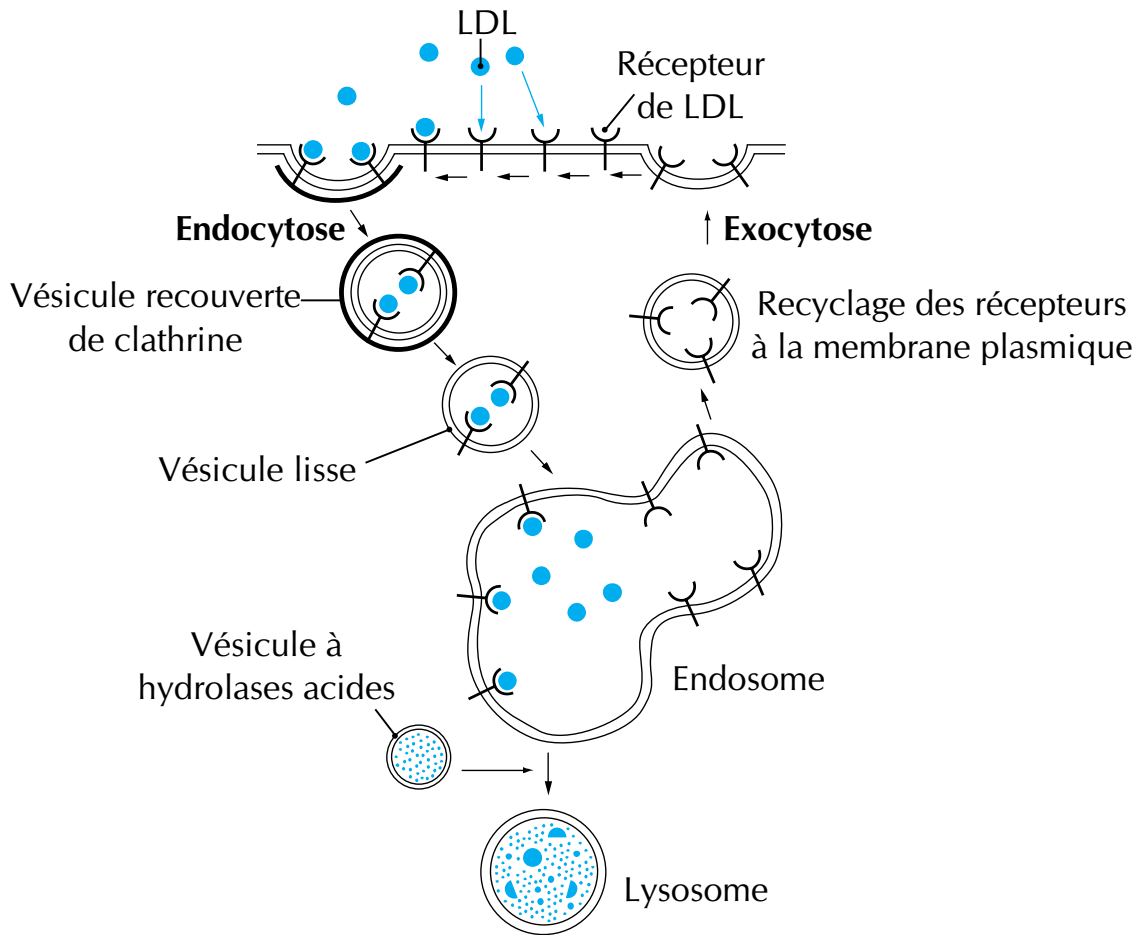 LDL
Récepteur
de LDL
Endocytose
Exocytose
Vésicule recouverte
de clathrine
Recyclage des récepteurs
à la membrane plasmique
Vésicule lisse
Vésicule à
hydrolases acides
Endosome
Lysosome